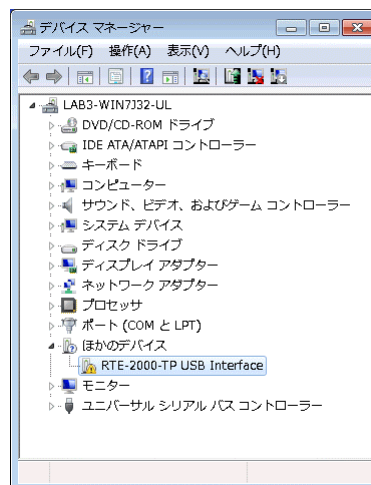 デバイス マネージャー
ファイル(F) 操作(A) 表示(V) ヘルプ(H)
LAB3-WIN7J32-UL
DVD/CD-ROM ドライブ
IDE ATA/ATAPI コントローラー
キーボード
コンピューター
サウンド、ビデオ、およびゲーム コントローラー
システム デバイス
ディスク ドライブ
ディスプレイ アダプター
ネットワーク アダプター
プロセッサ
ポート (COM と LPT)
ほかのデバイス
RTE-2000-TP USB Interface
モニター
ユニバーサル シリアル バス コントローラー